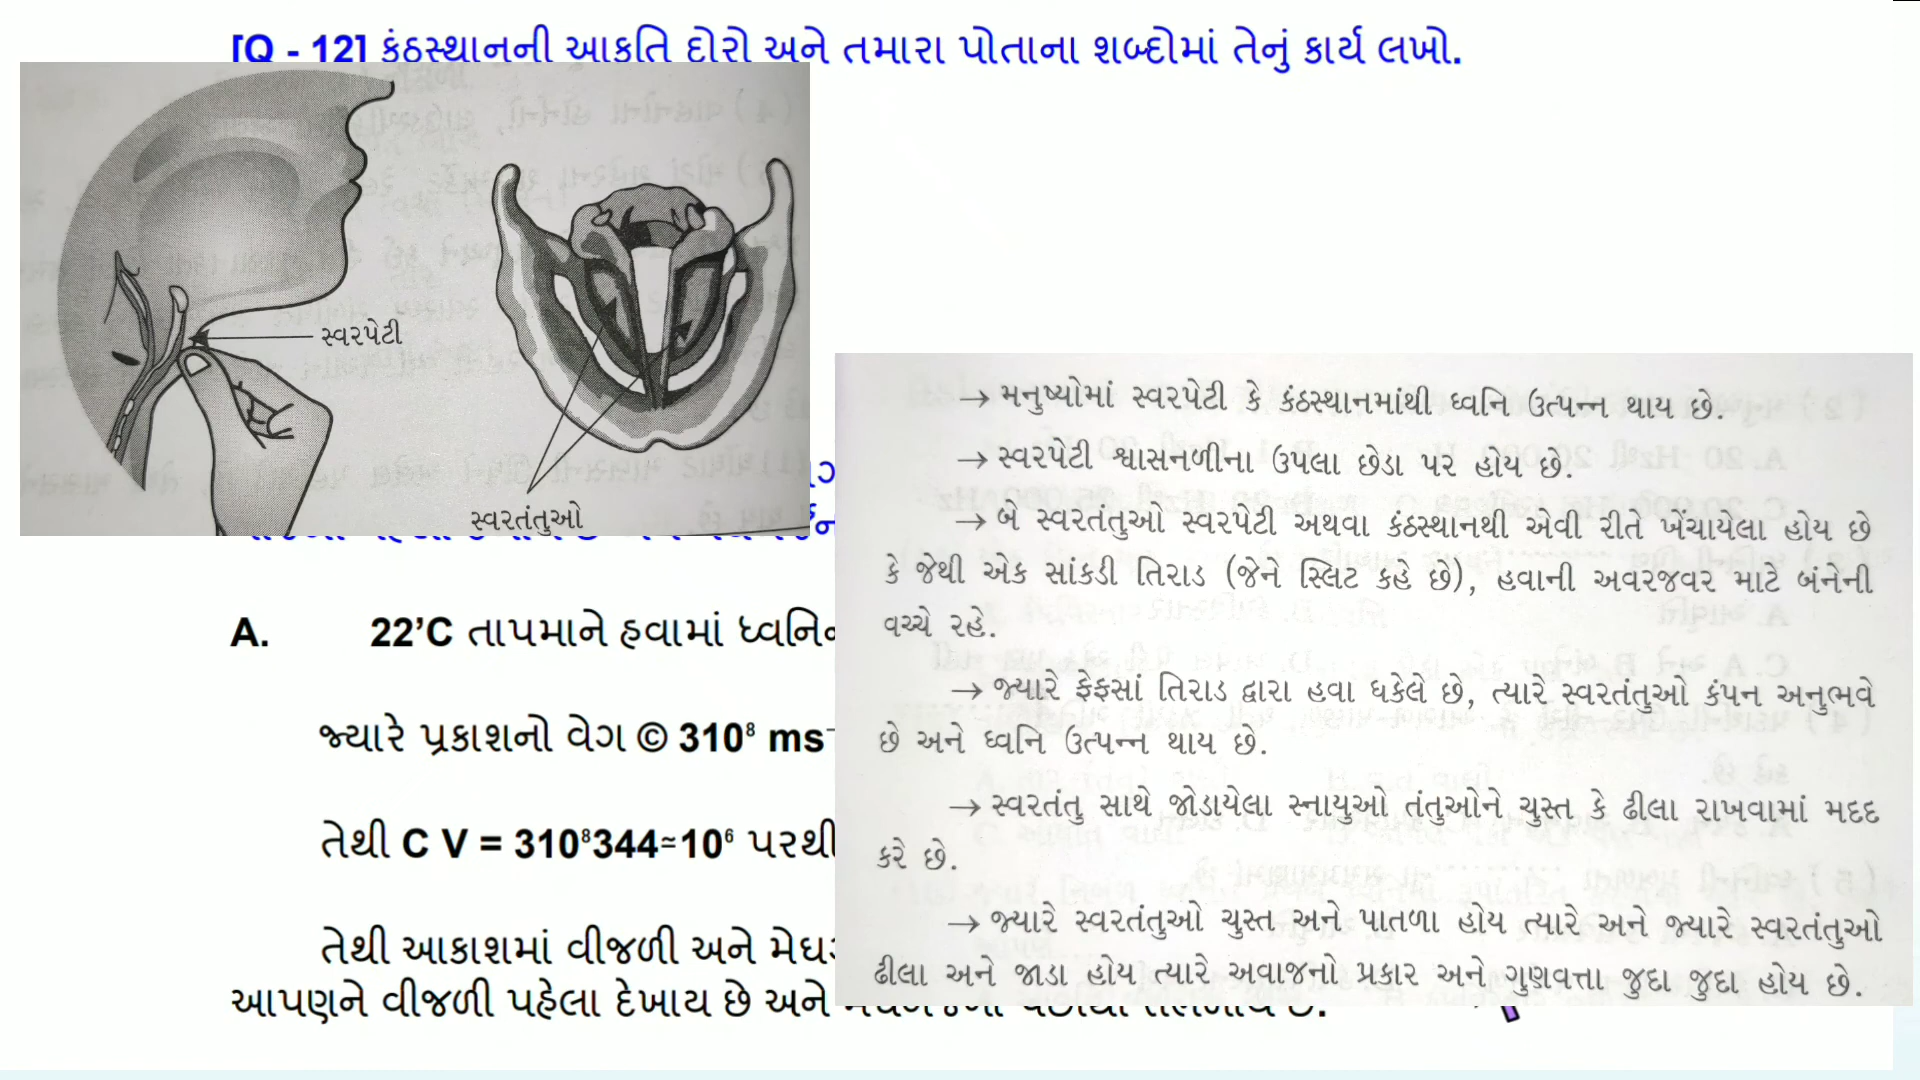 [Q - 12] કંઠસ્થાનની આકૃતિ દોરો અને તમારા પોતાના શબ્દોમાં તેનું કાર્ય લખો.
સ્વરપેટી
સ્વરતંતુઓ
A. 22’C તાપમાને હવામાં ધ્વનિન
જ્યારે પ્રકાશનો વેગ © 310⁸ ms⁻
તેથી C V = 310⁸344≃10⁶ પરથી
તેથી આકાશમાં વીજળી અને
આપણને વીજળી પહેલા દેખાય છે અને
→ મનુષ્યોમાં સ્વરપેટી કે કંઠસ્થાનમાંથી ધ્વનિ ઉત્પન્ન થાય છે.
→ સ્વરપેટી શ્વાસનળીના ઉપલા છેડા પર હોય છે.
→ બે સ્વરતંતુઓ સ્વરપેટી અથવા કંઠસ્થાનથી એવી રીતે ખેંચાયેલા હોય છે
કે જેથી એક સાંકડી તિરાડ (જેને સ્લિટ કહે છે), હવાની અવરજવર માટે બંનેની
વચ્ચે રહે.
→ જ્યારે ફેફસાં તિરાડ દ્વારા હવા ધકેલે છે, ત્યારે સ્વરતંતુઓ કંપન અનુભવે
છે અને ધ્વનિ ઉત્પન્ન થાય છે.
→ સ્વરતંતુ સાથે જોડાયેલા સ્નાયુઓ તંતુઓને ચુસ્ત કે ઢીલા રાખવામાં મદદ
કરે છે.
→ જ્યારે સ્વરતંતુઓ ચુસ્ત અને પાતળા હોય ત્યારે અને જ્યારે સ્વરતંતુઓ
ઢીલા અને જાડા હોય ત્યારે અવાજનો પ્રકાર અને ગુણવત્તા જુદા જુદા હોય છે.